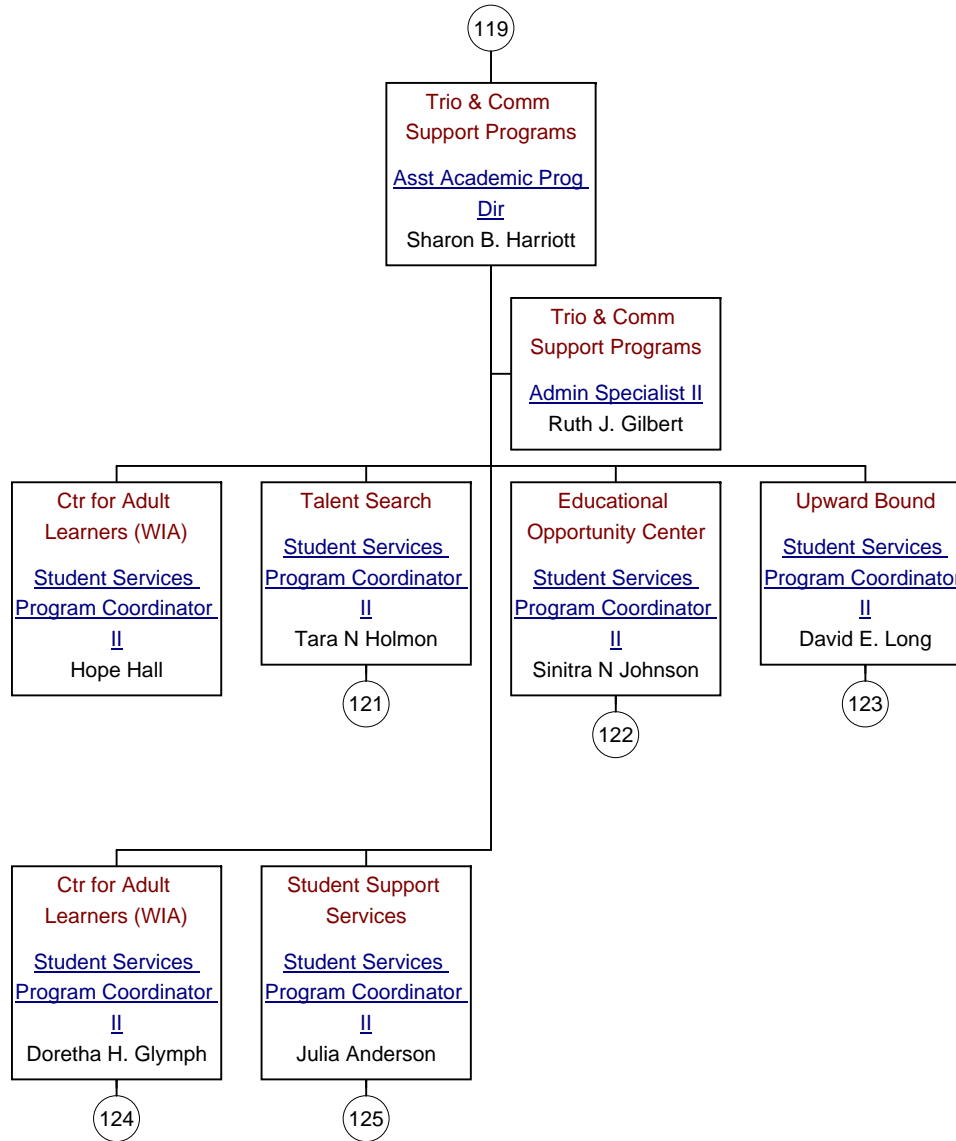 119
Trio & Comm
Support Programs
Asst Academic Prog
Dir
Sharon B. Harriott
Trio & Comm
Support Programs
Admin Specialist II
Ruth J. Gilbert
Ctr for Adult
Learners (WIA)
Student Services
Program Coordinator
II
Hope Hall
Talent Search
Student Services
Program Coordinator
II
Tara N Holmon
121
Educational
Opportunity Center
Student Services
Program Coordinator
II
Sinitra N Johnson
122
Upward Bound
Student Services
Program Coordinator
II
David E. Long
123
Ctr for Adult
Learners (WIA)
Student Services
Program Coordinator
II
Doretha H. Glymph
124
Student Support
Services
Student Services
Program Coordinator
II
Julia Anderson
125